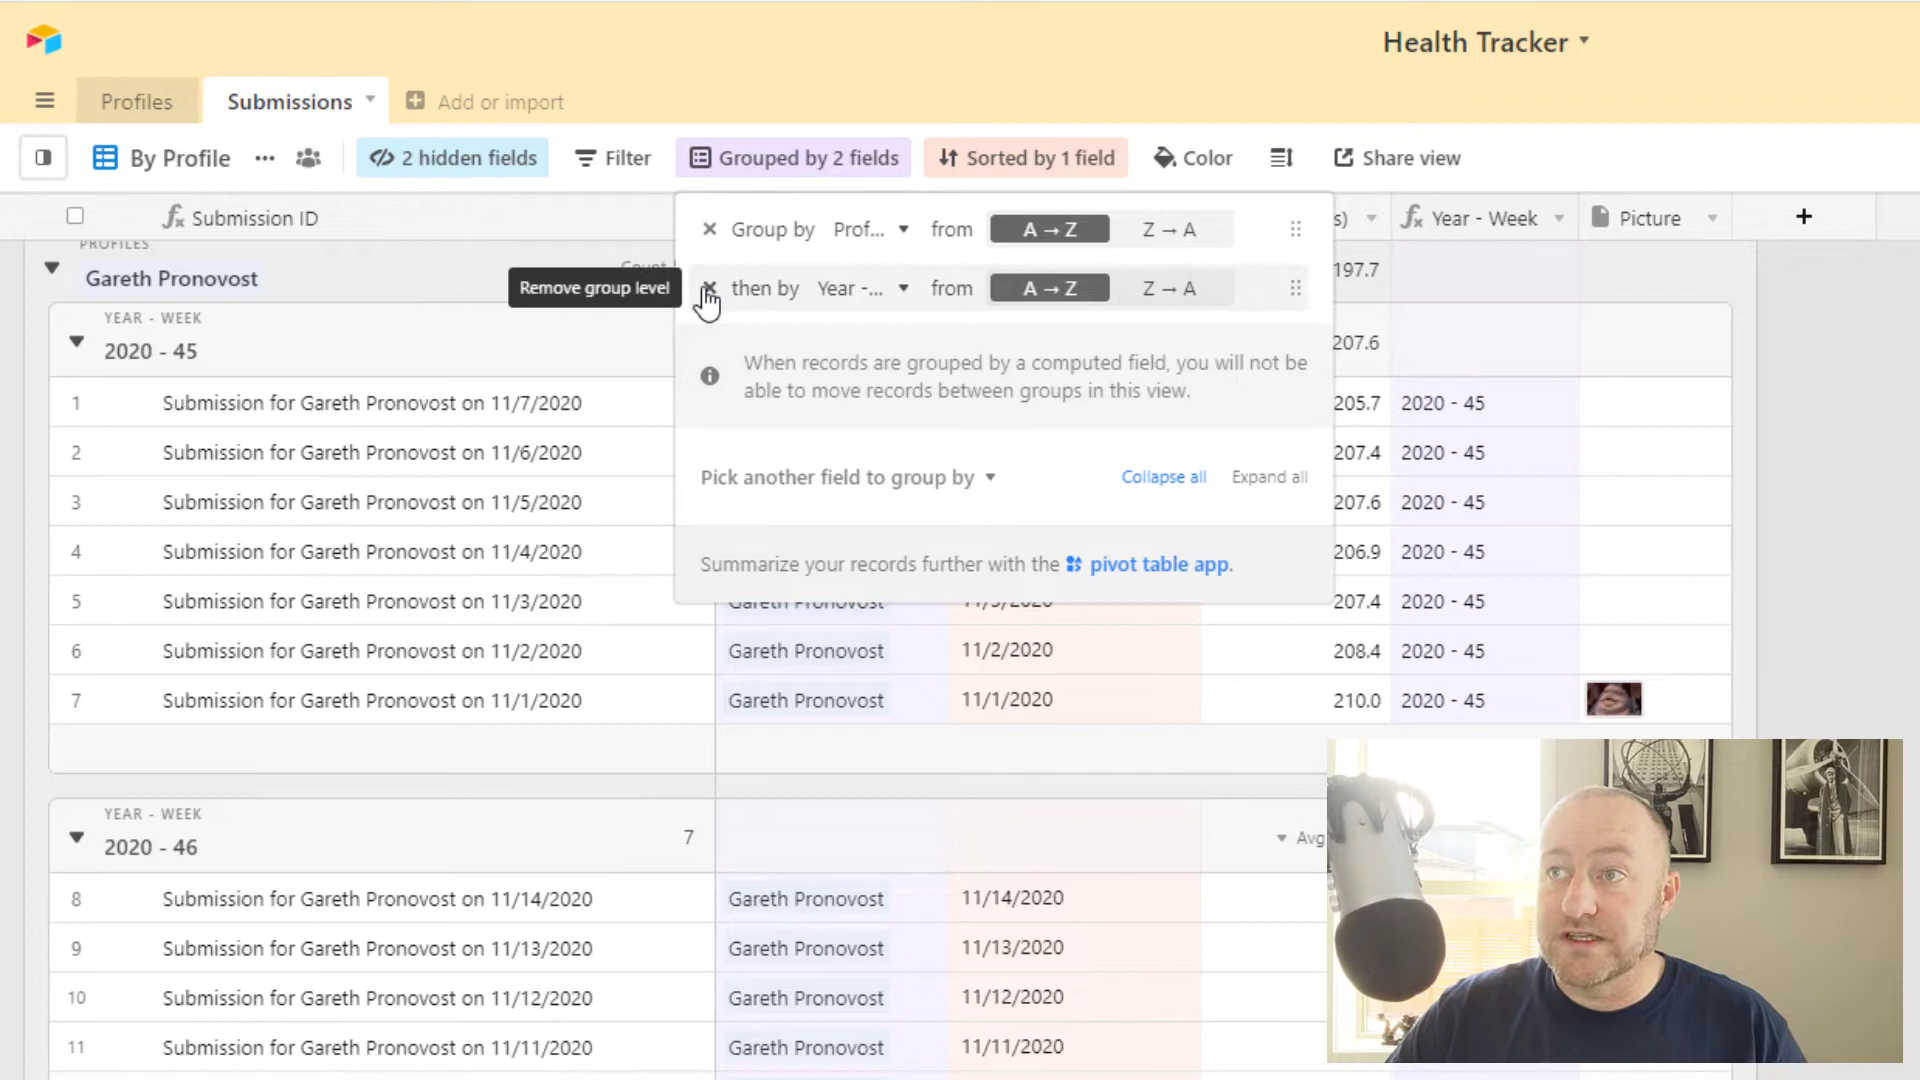 Health Tracker
Profiles
Submissions
Add or import
By Profile
2 hidden fields
Filter
Grouped by 2 fields
Sorted by 1 field
Color
Share view
Submission ID
s)
Year - Week
Picture
PROFILES
Gareth Pronovost
Count
197.7
Group by Prof... from A → Z Z → A
Remove group level
then by Year -... from A → Z Z → A
When records are grouped by a computed field, you will not be
able to move records between groups in this view.
Pick another field to group by
Collapse all
Expand all
Summarize your records further with the pivot table app.
YEAR - WEEK
2020 - 45
207.6
1 Submission for Gareth Pronovost on 11/7/2020 205.7 2020 - 45
2 Submission for Gareth Pronovost on 11/6/2020 207.4 2020 - 45
3 Submission for Gareth Pronovost on 11/5/2020 207.6 2020 - 45
4 Submission for Gareth Pronovost on 11/4/2020 206.9 2020 - 45
5 Submission for Gareth Pronovost on 11/3/2020 Gareth Pronovost 11/3/2020 207.4 2020 - 45
6 Submission for Gareth Pronovost on 11/2/2020 Gareth Pronovost 11/2/2020 208.4 2020 - 45
7 Submission for Gareth Pronovost on 11/1/2020 Gareth Pronovost 11/1/2020 210.0 2020 - 45
YEAR - WEEK
2020 - 46
7
Avg
8 Submission for Gareth Pronovost on 11/14/2020 Gareth Pronovost 11/14/2020
9 Submission for Gareth Pronovost on 11/13/2020 Gareth Pronovost 11/13/2020
10 Submission for Gareth Pronovost on 11/12/2020 Gareth Pronovost 11/12/2020
11 Submission for Gareth Pronovost on 11/11/2020 Gareth Pronovost 11/11/2020